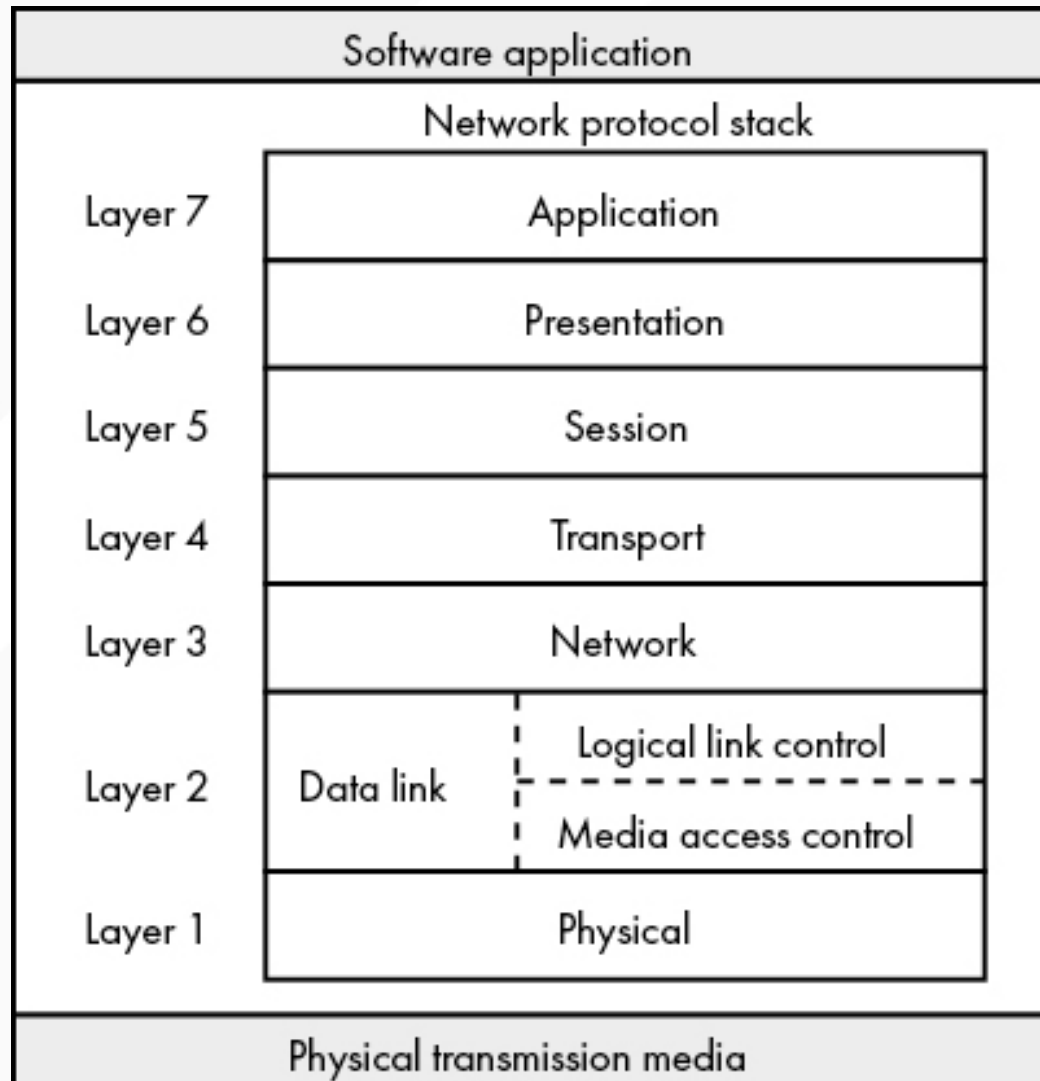 Software application
Network protocol stack
Layer 7 Application
Layer 6 Presentation
Layer 5 Session
Layer 4 Transport
Layer 3 Network
Layer 2 Data link
Logical link control
Media access control
Layer 1 Physical
Physical transmission media